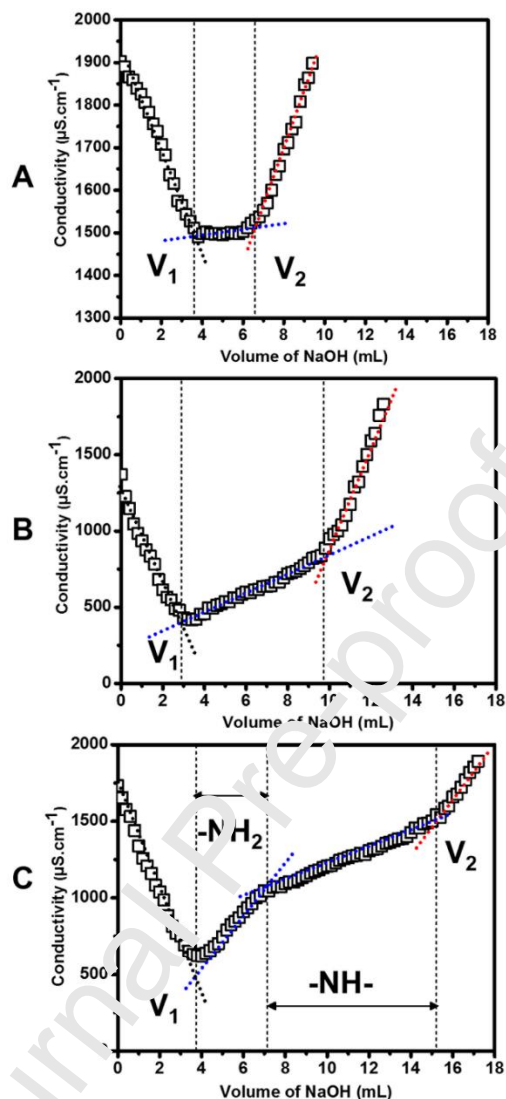 A
Conductivity (µS.cm⁻¹)
2000
1900
1800
1700
1600
1500
1400
1300
V₁
V₂
0 2 4 6 8 10 12 14 16 18
Volume of NaOH (mL)
B
Conductivity (µS.cm⁻¹)
2000
1500
1000
500
0
V₁
V₂
0 2 4 6 8 10 12 14 16 18
Volume of NaOH (mL)
C
Conductivity (µS.cm⁻¹)
2000
1500
1000
500
0
-NH₂
-NH-
V₁
V₂
0 2 4 6 8 10 12 14 16 18
Volume of NaOH (mL)
urnal Pre-proof